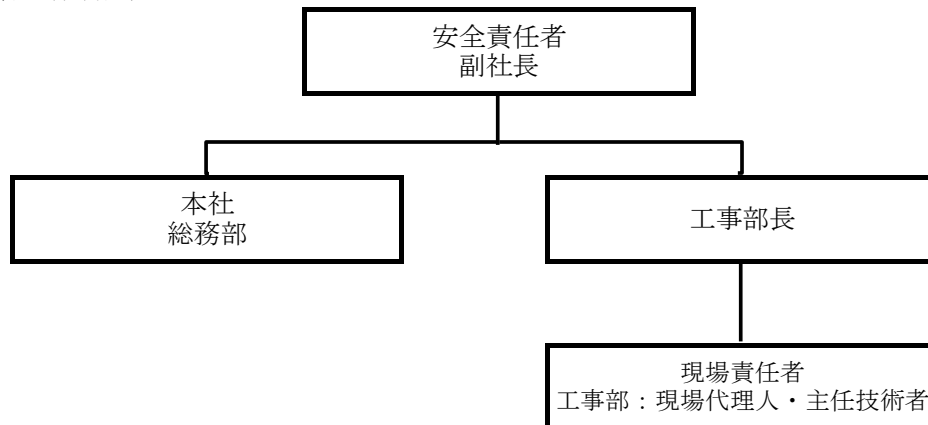 安全責任者
副社長
本社
総務部
工事部長
現場責任者
工事部：現場代理人・主任技術者